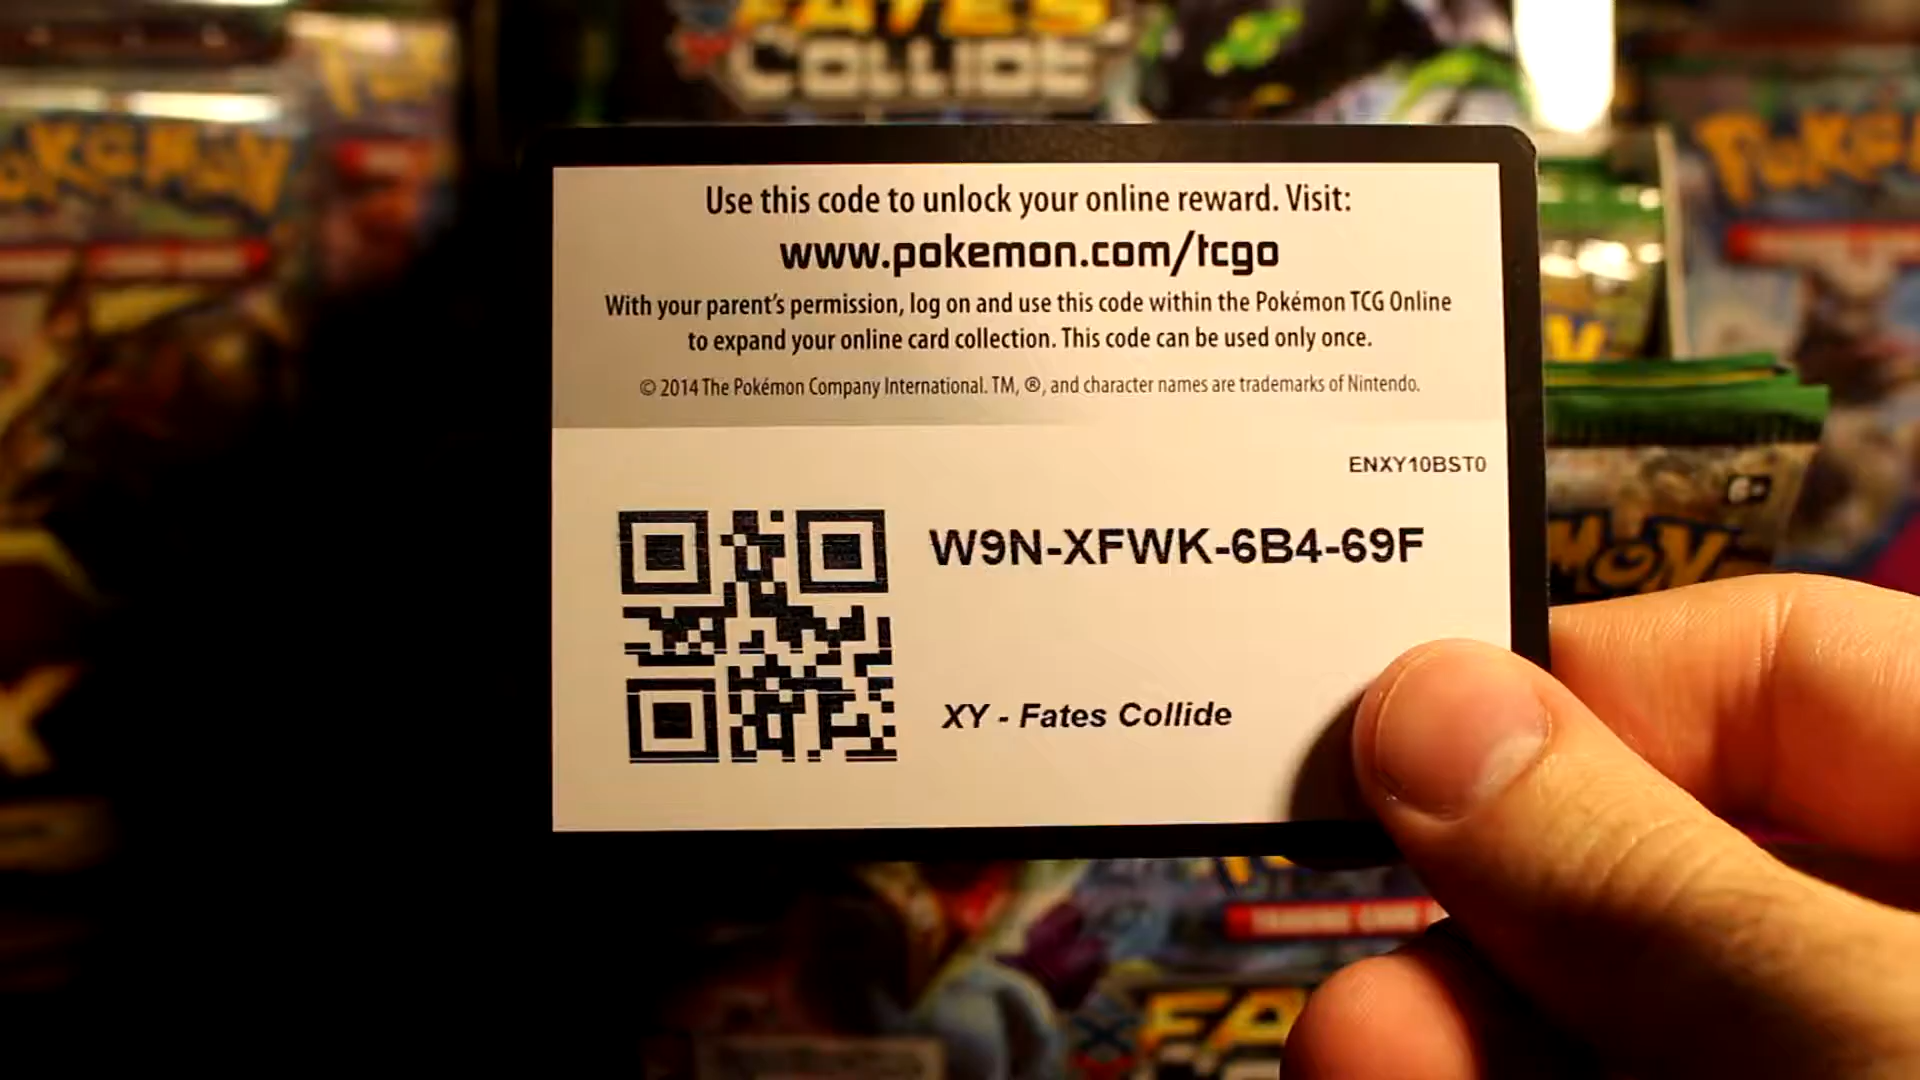 FATES
COLLIDE
POKéMON
Use this code to unlock your online reward. Visit:
www.pokemon.com/tcgo
With your parent's permission, log on and use this code within the Pokémon TCG Online
to expand your online card collection. This code can be used only once.
© 2014 The Pokémon Company International. TM, ®, and character names are trademarks of Nintendo.
ENXY10BST0
W9N-XFWK-6B4-69F
XY - Fates Collide